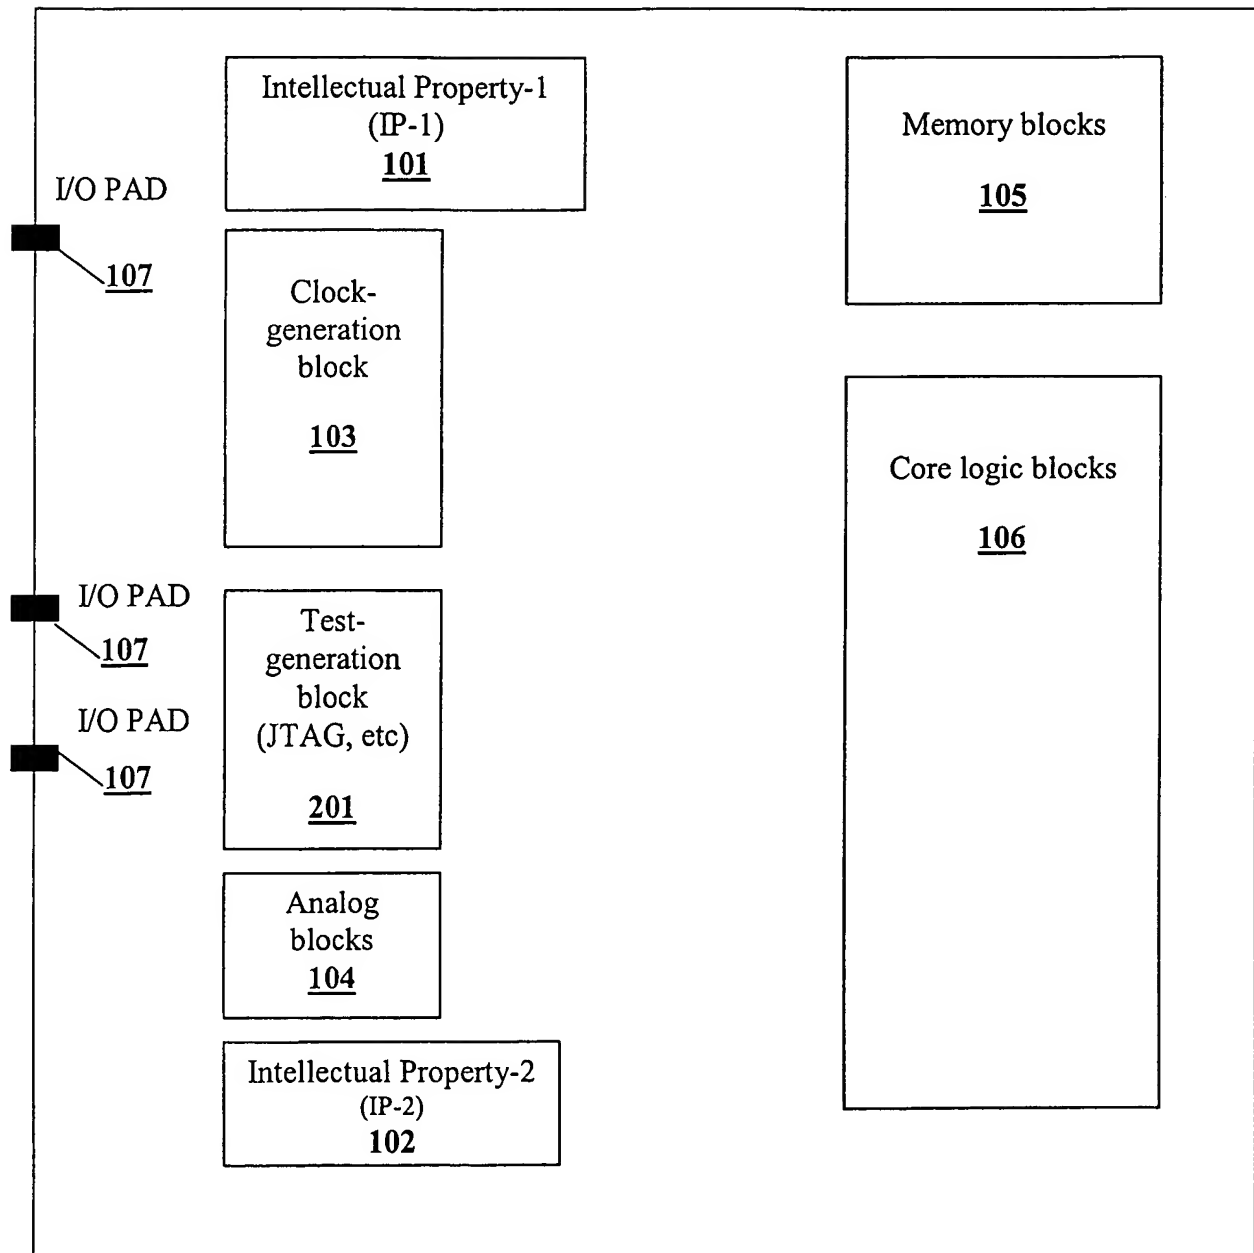 Intellectual Property-1
(IP-1)
101
Memory blocks
105
I/O PAD
107
Clock-
generation
block
103
Core logic blocks
106
I/O PAD
107
I/O PAD
107
Test-
generation
block
(JTAG, etc)
201
Analog
blocks
104
Intellectual Property-2
(IP-2)
102